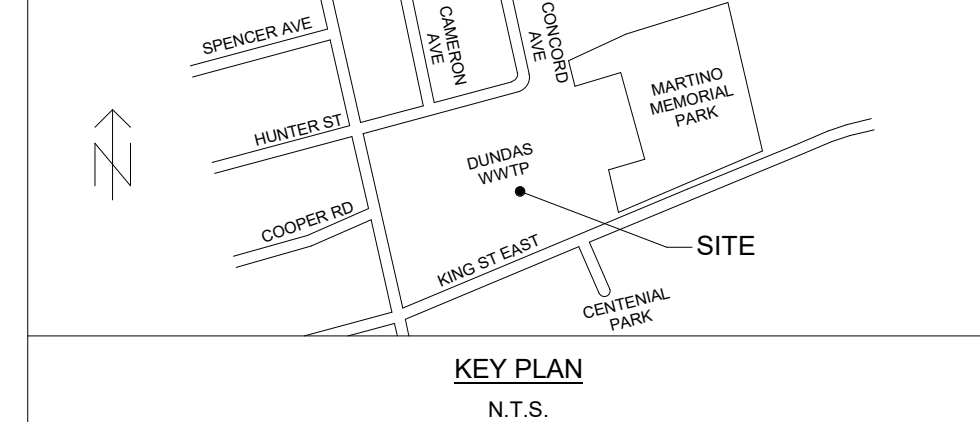 SPENCER AVE
CAMERON
AVE
CONCORD
AVE
MARTINO
MEMORIAL
PARK
HUNTER ST
N
DUNDAS
WWTP
COOPER RD
KING ST EAST
SITE
CENTENIAL
PARK
KEY PLAN
N.T.S.